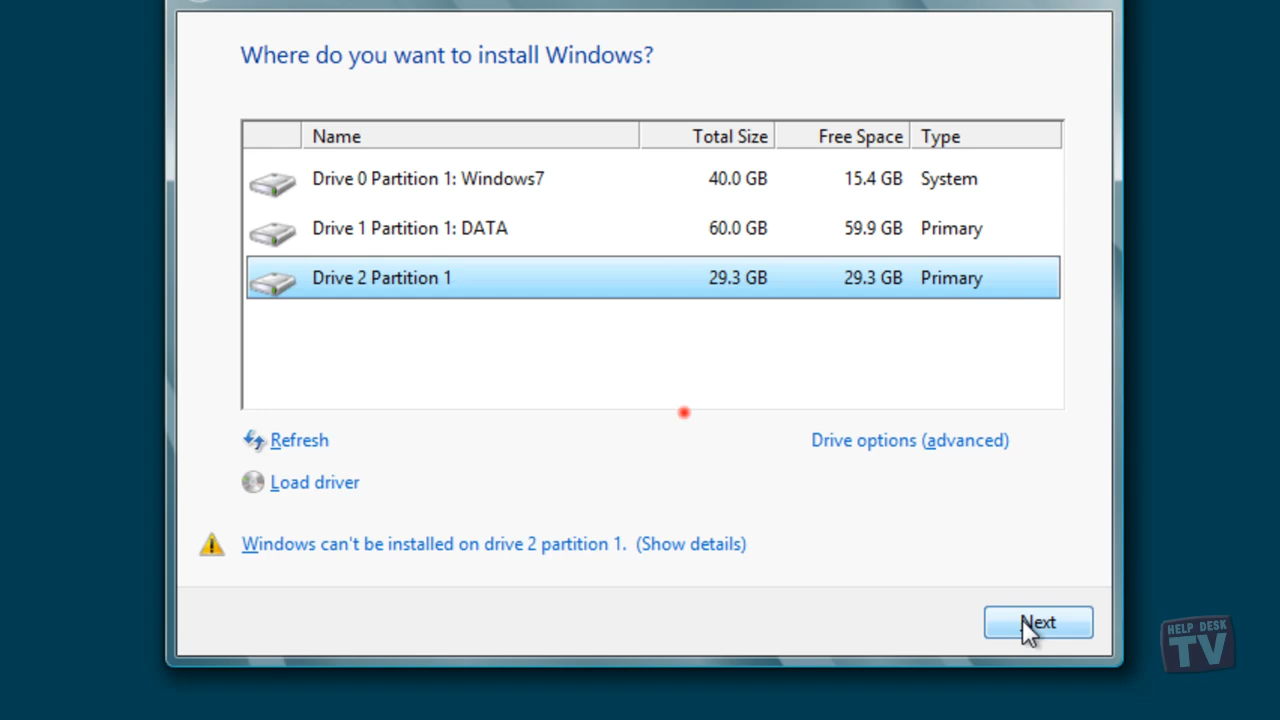 Where do you want to install Windows?
Name Total Size Free Space Type
Drive 0 Partition 1: Windows7 40.0 GB 15.4 GB System
Drive 1 Partition 1: DATA 60.0 GB 59.9 GB Primary
Drive 2 Partition 1 29.3 GB 29.3 GB Primary
Refresh Drive options (advanced)
Load driver
Windows can't be installed on drive 2 partition 1. (Show details)
Next
HELP DESK
TV